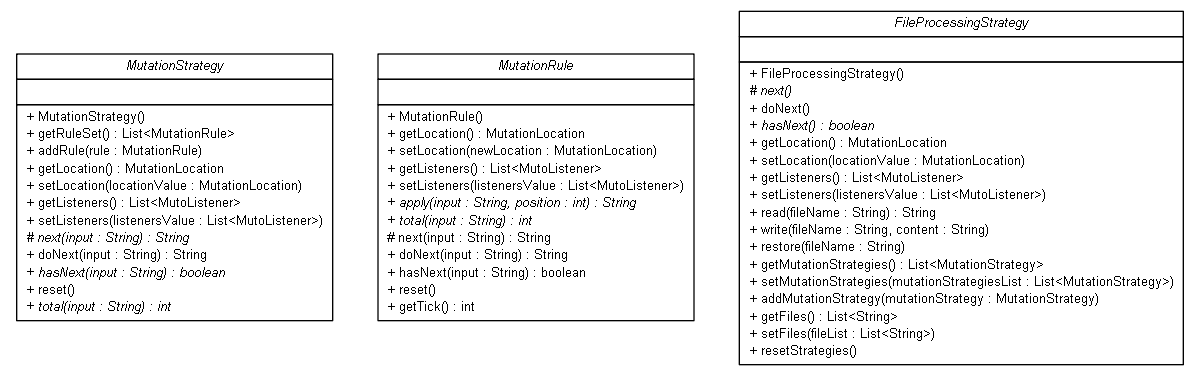 MutationStrategy
+ MutationStrategy()
+ getRuleSet() : List<MutationRule>
+ addRule(rule : MutationRule)
+ getLocation() : MutationLocation
+ setLocation(locationValue : MutationLocation)
+ getListeners() : List<MutoListener>
+ setListeners(listenersValue : List<MutoListener>)
# next(input : String) : String
+ doNext(input : String) : String
+ hasNext(input : String) : boolean
+ reset()
+ total(input : String) : int
MutationRule
+ MutationRule()
+ getLocation() : MutationLocation
+ setLocation(newLocation : MutationLocation)
+ getListeners() : List<MutoListener>
+ setListeners(listenersValue : List<MutoListener>)
+ apply(input : String, position : int) : String
+ total(input : String) : int
# next(input : String) : String
+ doNext(input : String) : String
+ hasNext(input : String) : boolean
+ reset()
+ getTick() : int
FileProcessingStrategy
+ FileProcessingStrategy()
# next()
+ doNext()
+ hasNext() : boolean
+ getLocation() : MutationLocation
+ setLocation(locationValue : MutationLocation)
+ getListeners() : List<MutoListener>
+ setListeners(listenersValue : List<MutoListener>)
+ read(fileName : String) : String
+ write(fileName : String, content : String)
+ restore(fileName : String)
+ getMutationStrategies() : List<MutationStrategy>
+ setMutationStrategies(mutationStrategiesList : List<MutationStrategy>)
+ addMutationStrategy(mutationStrategy : MutationStrategy)
+ getFiles() : List<String>
+ setFiles(fileList : List<String>)
+ resetStrategies()